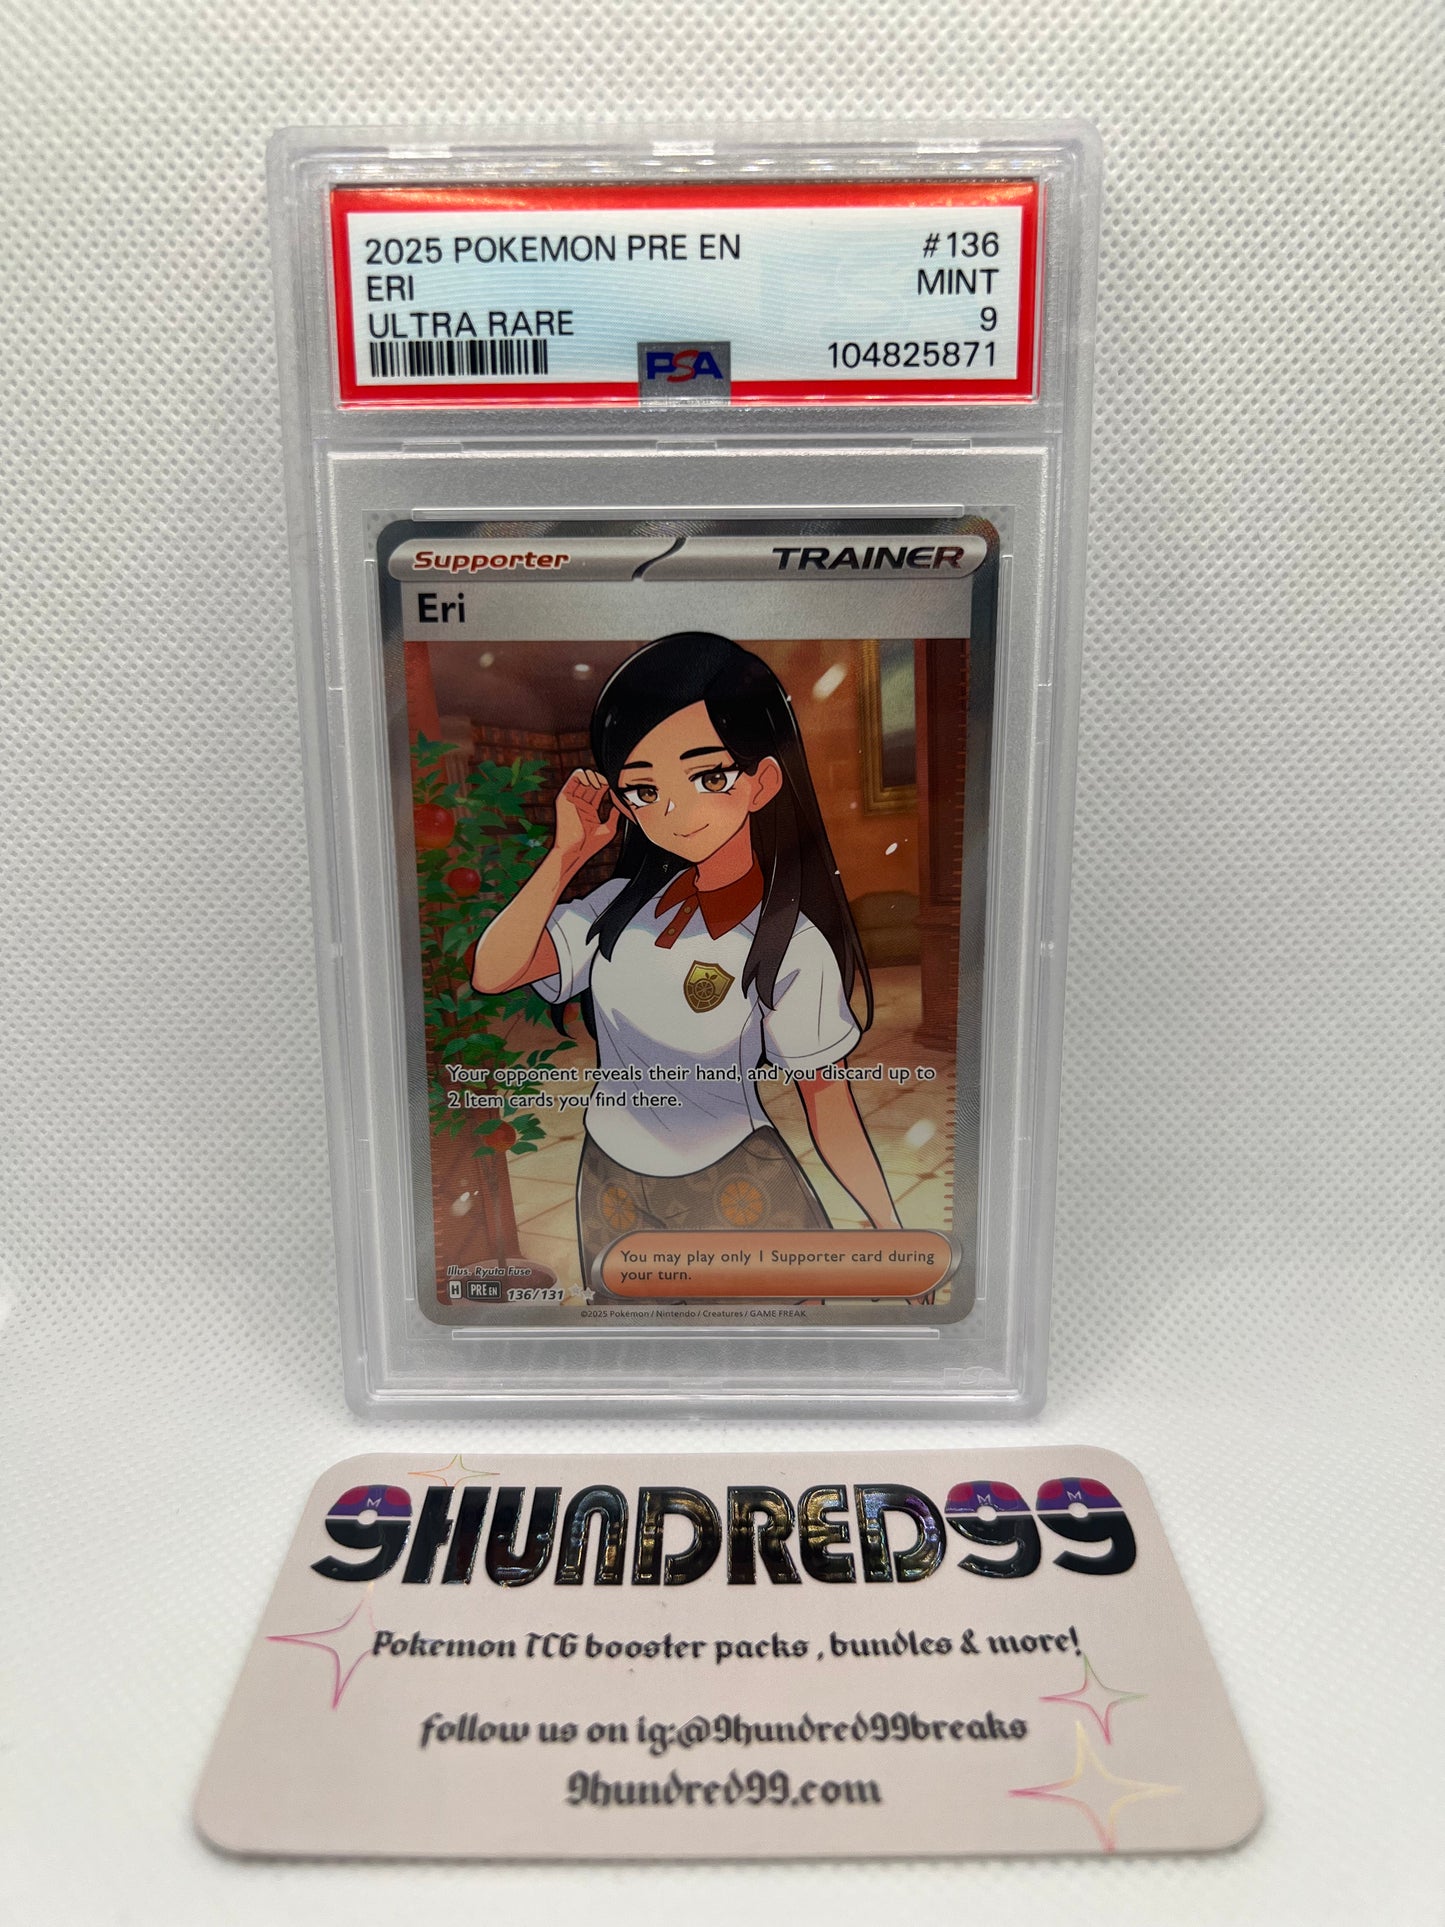 2025 POKEMON PRE EN #136
ERI MINT
ULTRA RARE 9
PSA 104825871
Supporter TRAINER
Eri
Your opponent reveals their hand, and you discard up to
2 Item cards you find there.
You may play only 1 Supporter card during
your turn.
Illus. Ryuta Fuse
H PRE EN 136/131
©2025 Pokémon / Nintendo / Creatures / GAME FREAK
9HUNDRED99
Pokemon TCG booster packs , bundles & more!
follow us on ig:@9hundred99breaks
9hundred99.com